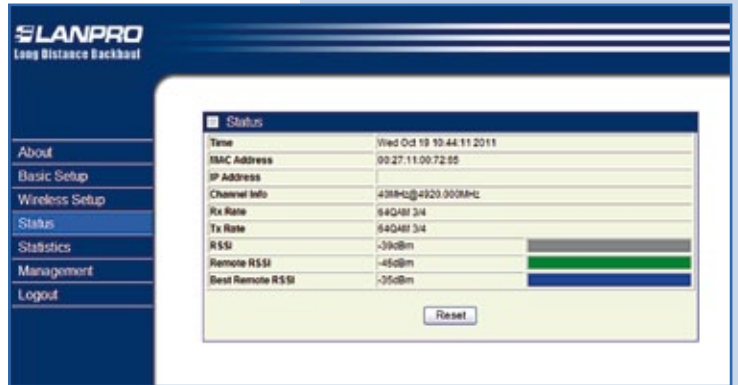 LANPRO
Long Distance Backhaul
About
Basic Setup
Wireless Setup
Status
Statistics
Management
Logout
Status
Time Wed Oct 19 10:44:11 2011
MAC Address 00:27:11:00:72:65
IP Address
Channel Info 40MHz@4920.000MHz
Rx Rate 64QAM 3/4
Tx Rate 64QAM 3/4
RSSI -39dBm
Remote RSSI
Best Remote RSSI -35dBm
Reset